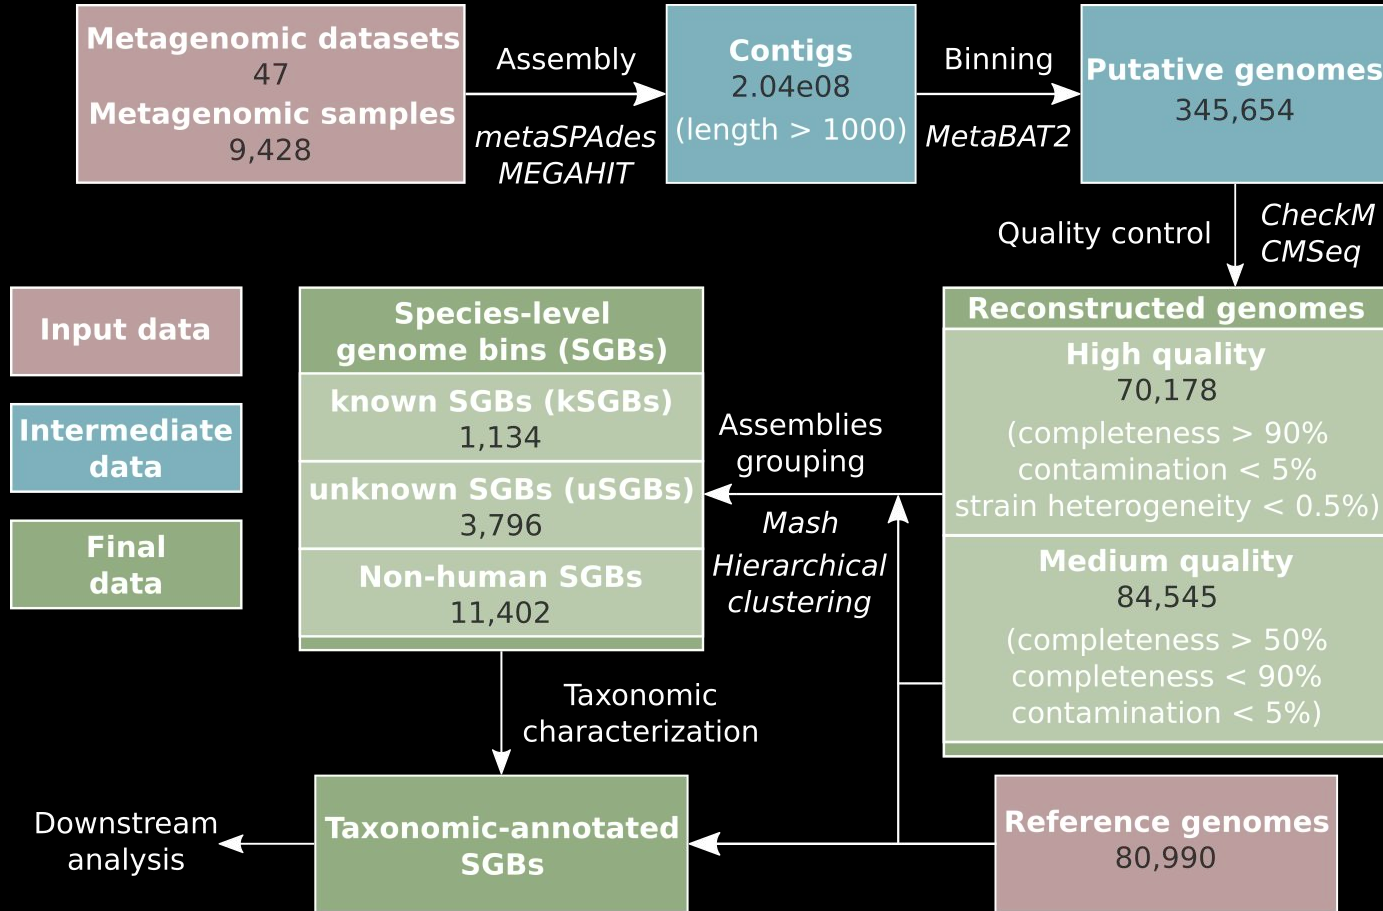 Metagenomic datasets
47
Metagenomic samples
9,428
Assembly
metaSPAdes
MEGAHIT
Contigs
2.04e08
(length > 1000)
Binning
MetaBAT2
Putative genomes
345,654
Quality control
CheckM
CMSeq
Input data
Intermediate
data
Final
data
Species-level
genome bins (SGBs)
known SGBs (kSGBs)
1,134
unknown SGBs (uSGBs)
3,796
Non-human SGBs
11,402
Assemblies
grouping
Mash
Hierarchical
clustering
Reconstructed genomes
High quality
70,178
(completeness > 90%
contamination < 5%
strain heterogeneity < 0.5%)
Medium quality
84,545
(completeness > 50%
completeness < 90%
contamination < 5%)
Taxonomic
characterization
Downstream
analysis
Taxonomic-annotated
SGBs
Reference genomes
80,990